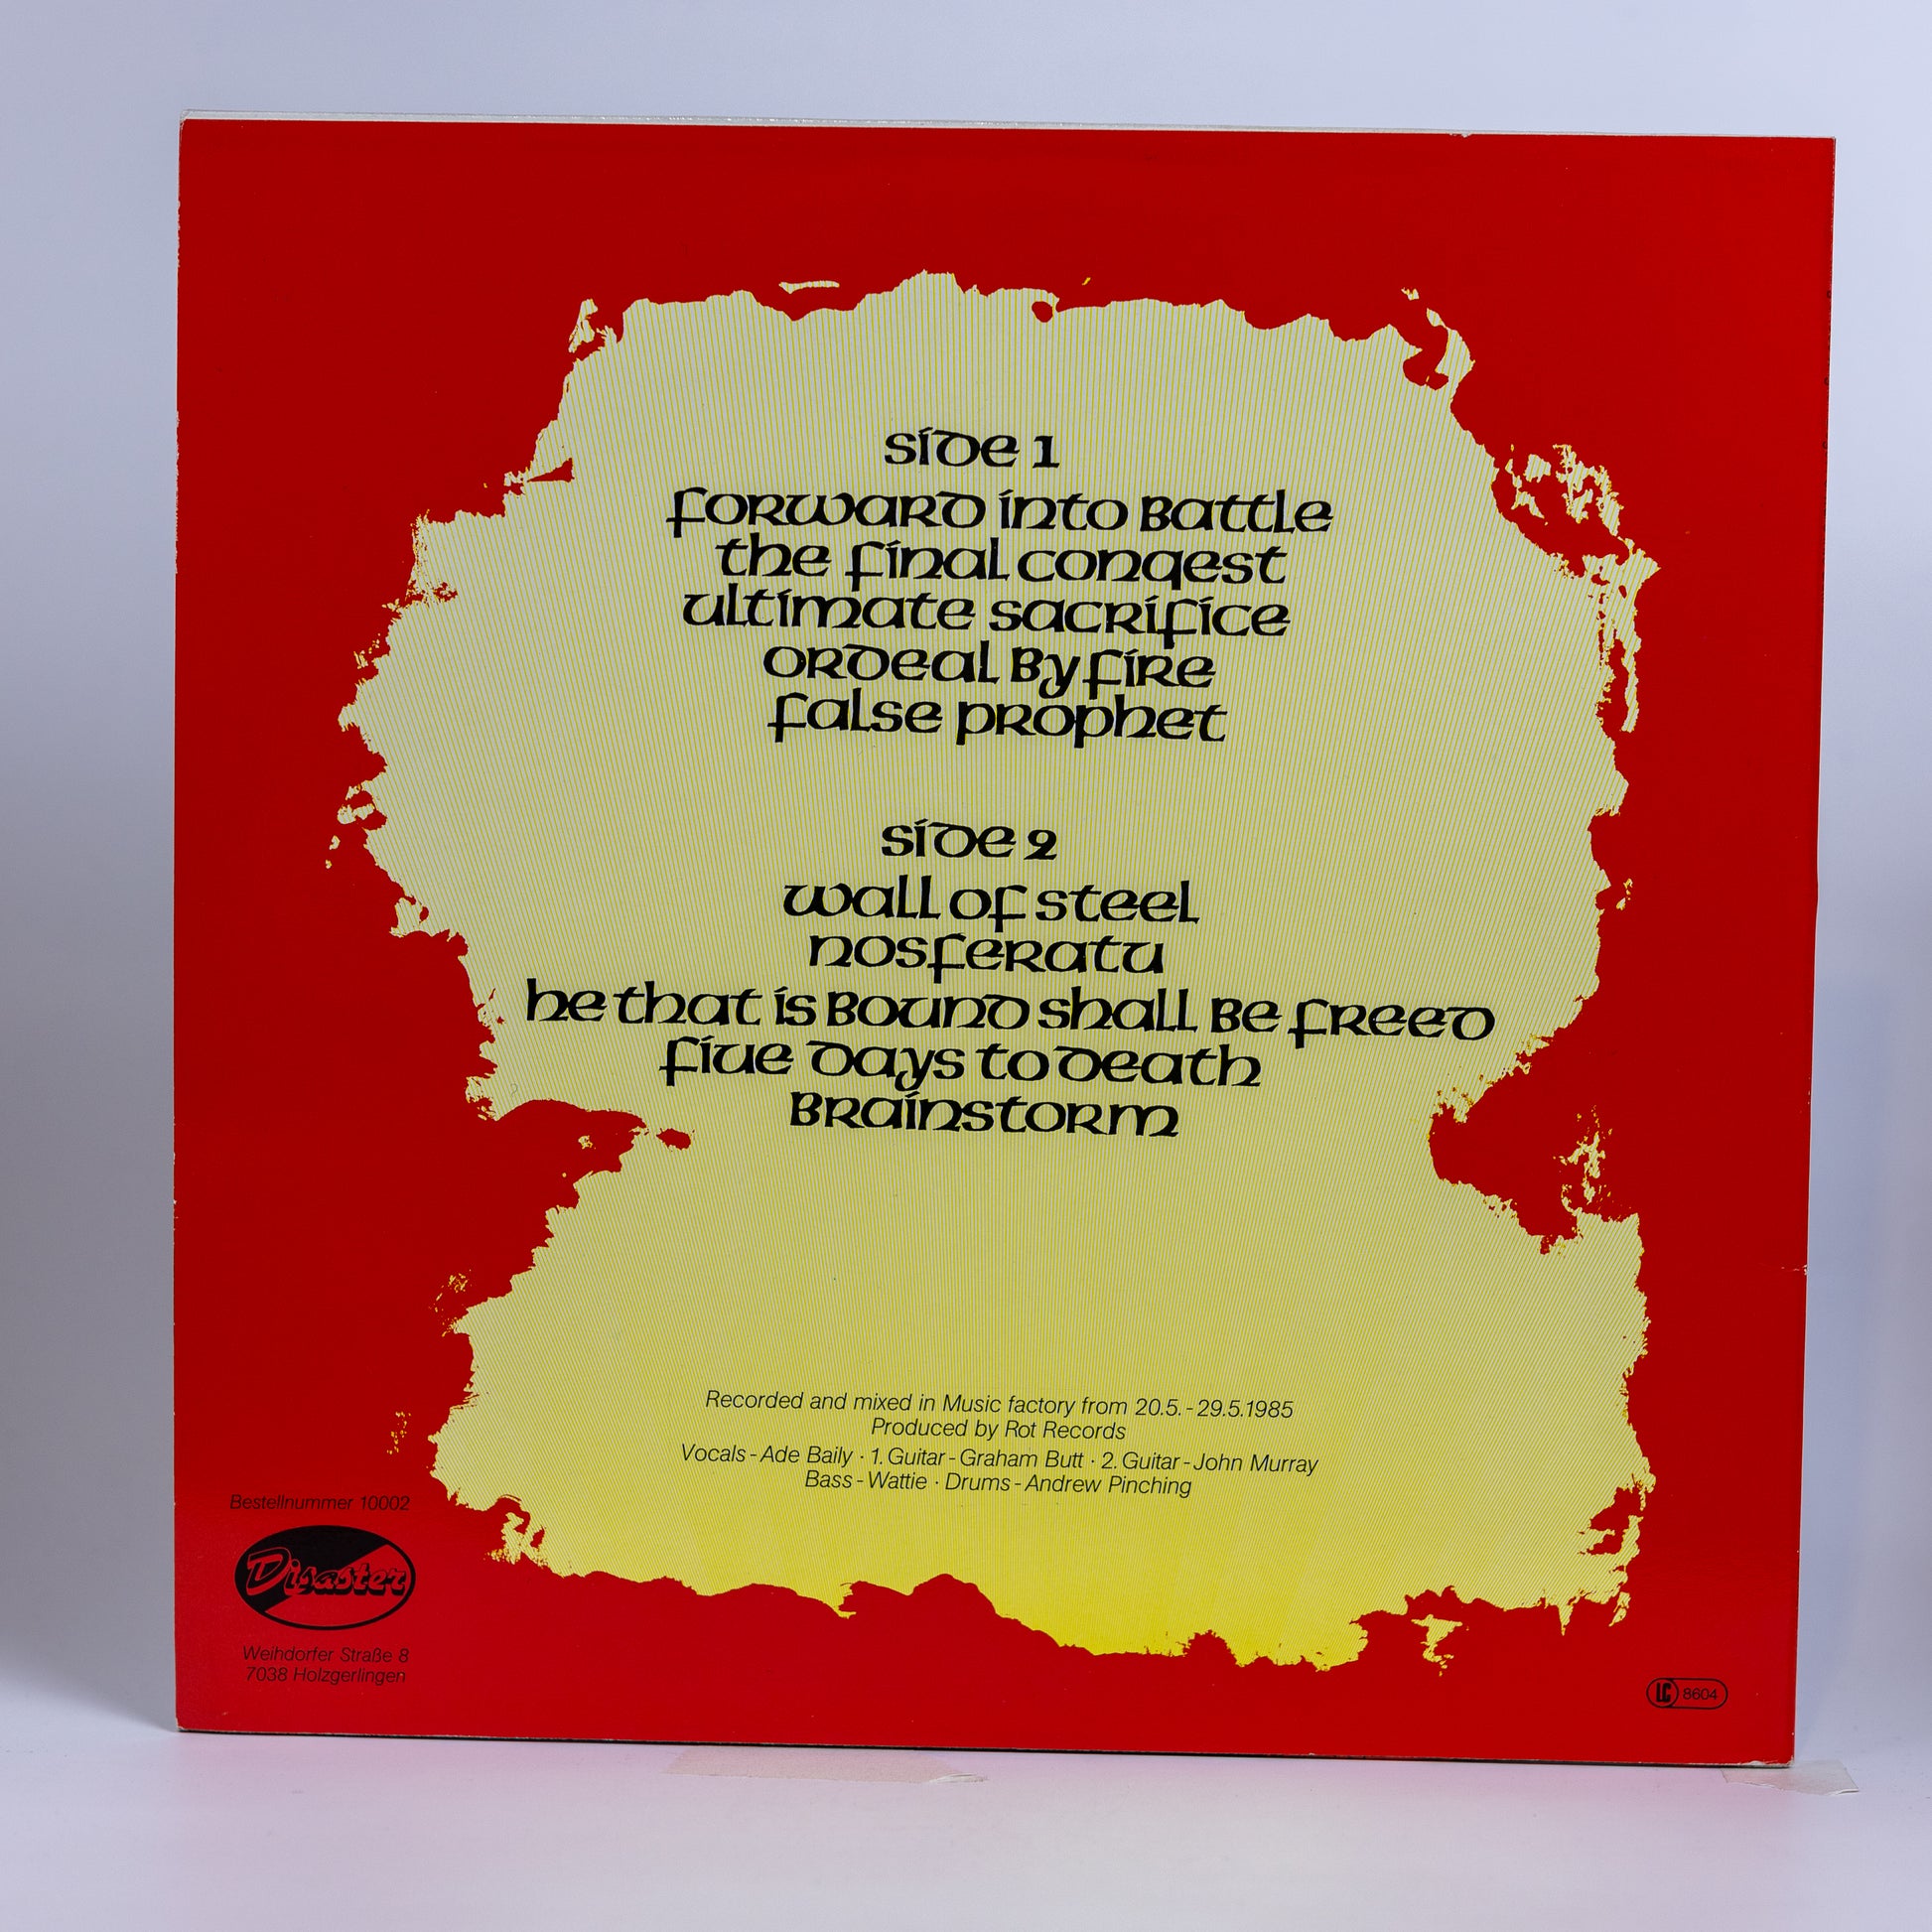 side 1
forward into battle
the final conqest
ultimate sacrifice
ordeal by fire
false prophet
side 2
wall of steel
nosferatu
he that is bound shall be freed
five days to death
brainstorm
Recorded and mixed in Music factory from 20.5.-29.5.1985
Produced by Rot Records
Vocals - Ade Baily · 1. Guitar - Graham Butt · 2. Guitar - John Murray
Bass - Wattie · Drums - Andrew Pinching
Bestellnummer 10002
Disaster
Weihdorfer Straße 8
7038 Holzgerlingen
LC 8604